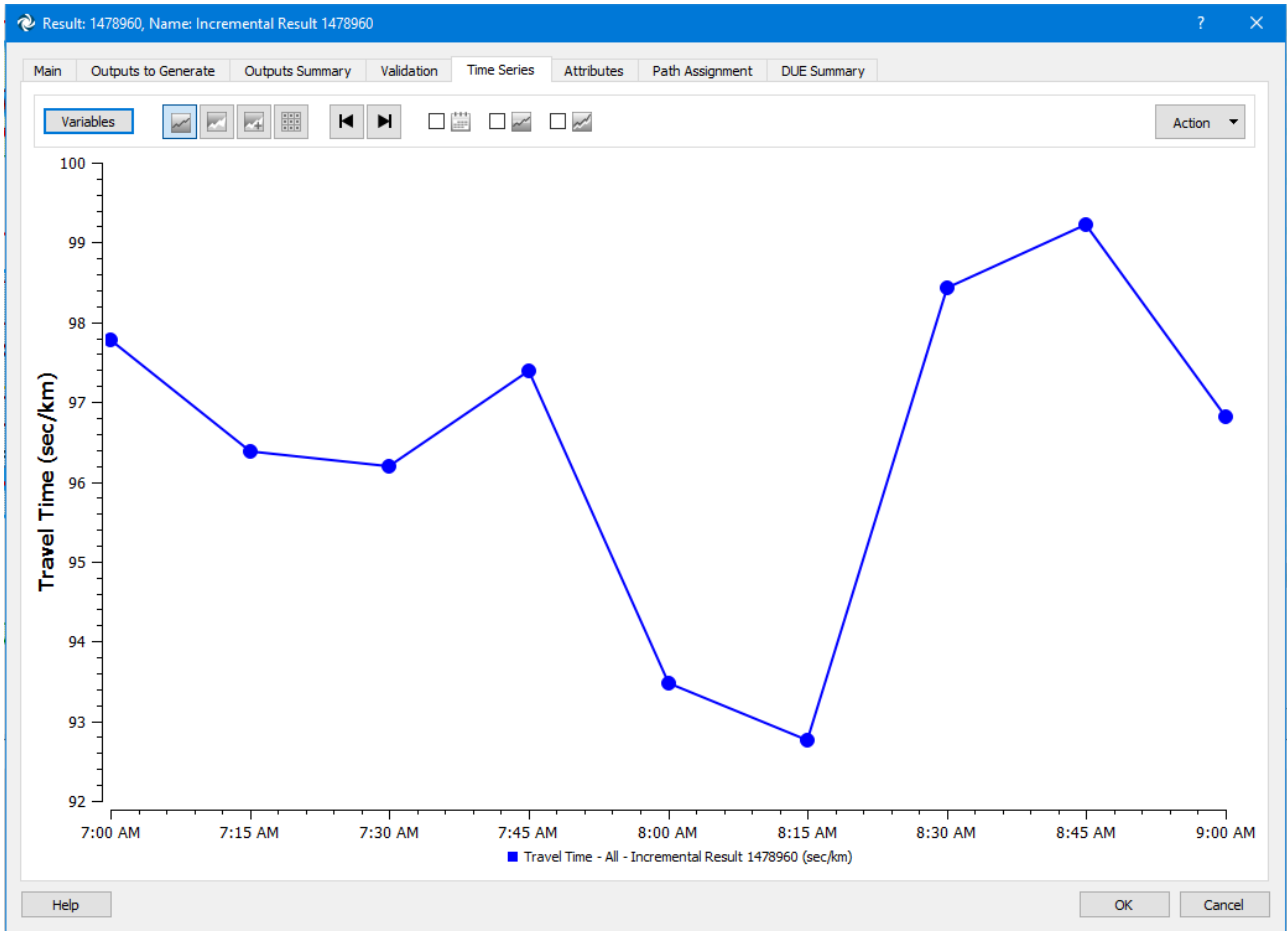 Result: 1478960, Name: Incremental Result 1478960
?
Main Outputs to Generate Outputs Summary Validation Time Series Attributes Path Assignment DUE Summary
Variables Action
100
99
98
97
96
95
94
93
92
Travel Time (sec/km)
7:00 AM 7:15 AM 7:30 AM 7:45 AM 8:00 AM 8:15 AM 8:30 AM 8:45 AM 9:00 AM
Travel Time - All - Incremental Result 1478960 (sec/km)
Help OK Cancel